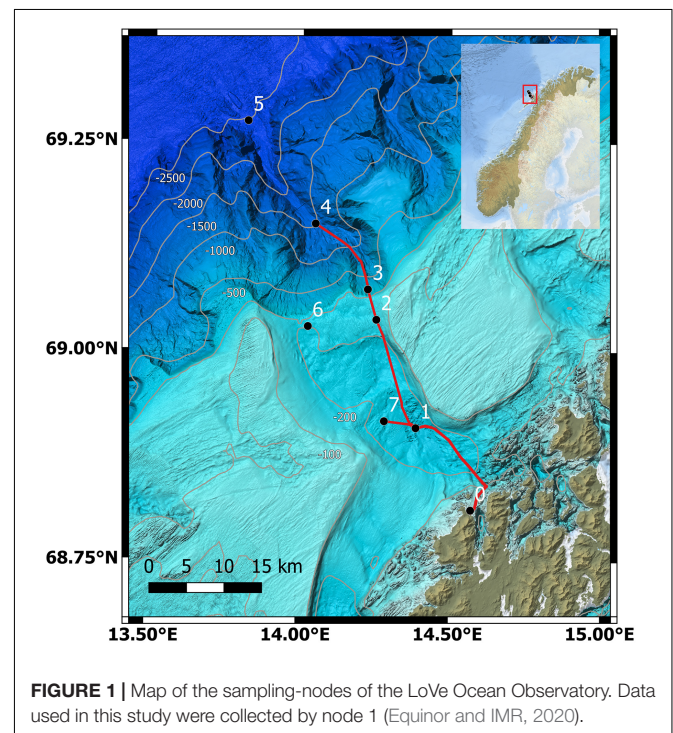 5
69.25°N
-2500
-2000
4
-1500
-1000
3
-500
6
2
69.00°N
7
1
-200
-100
0
68.75°N
0 5 10 15 km
13.50°E 14.00°E 14.50°E 15.00°E
FIGURE 1 | Map of the sampling-nodes of the LoVe Ocean Observatory. Data
used in this study were collected by node 1 (Equinor and IMR, 2020).